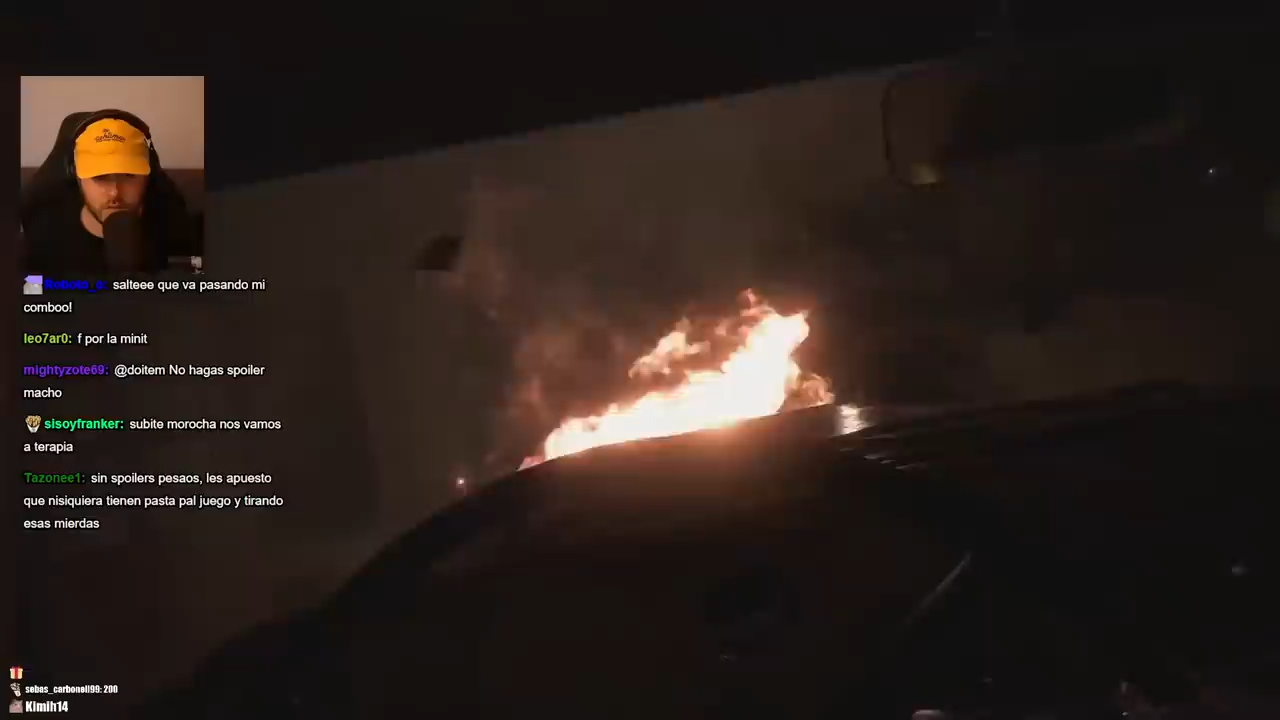 Robota_o: salteee que va pasando mi
comboo!
leo7ar0: f por la minit
mightyzote69: @doitem No hagas spoiler
macho
sisoyfranker: subite morocha nos vamos
a terapia
Tazonee1: sin spoilers pesaos, les apuesto
que nisiquiera tienen pasta pal juego y tirando
esas mierdas
sebas_carbonell99: 200
Kimih14